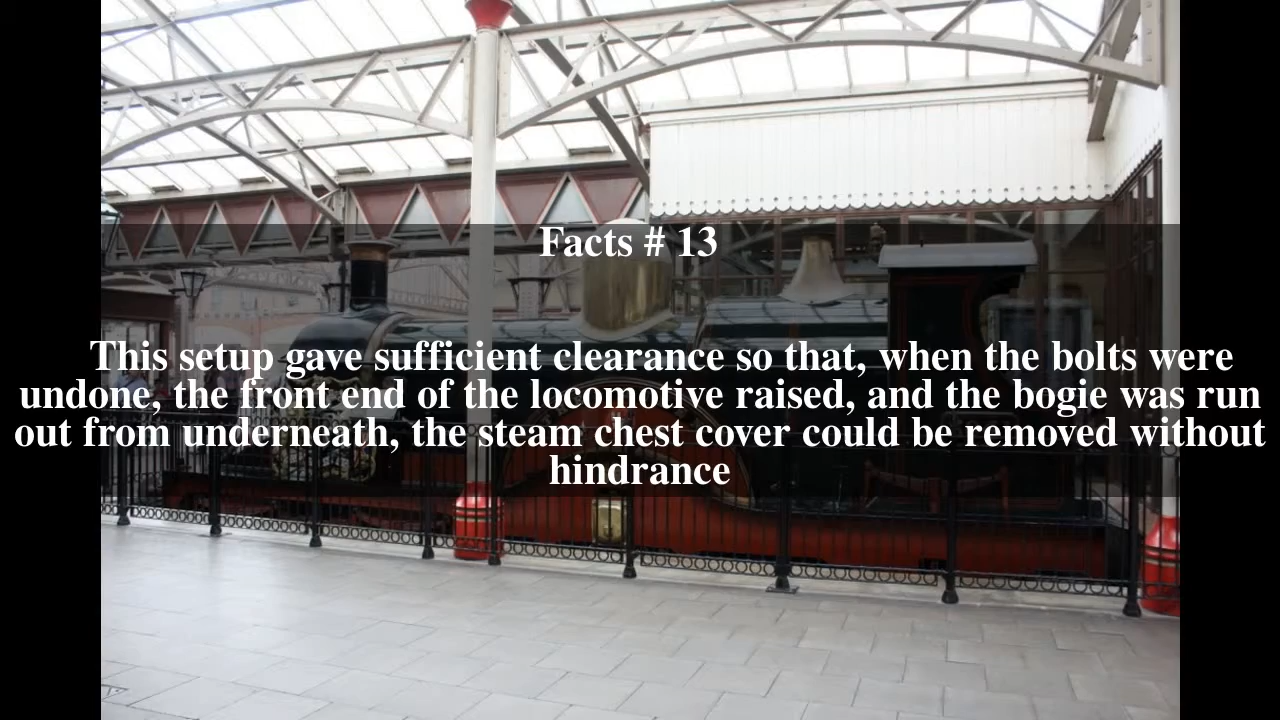 Facts # 13
This setup gave sufficient clearance so that, when the bolts were
undone, the front end of the locomotive raised, and the bogie was run
out from underneath, the steam chest cover could be removed without
hindrance